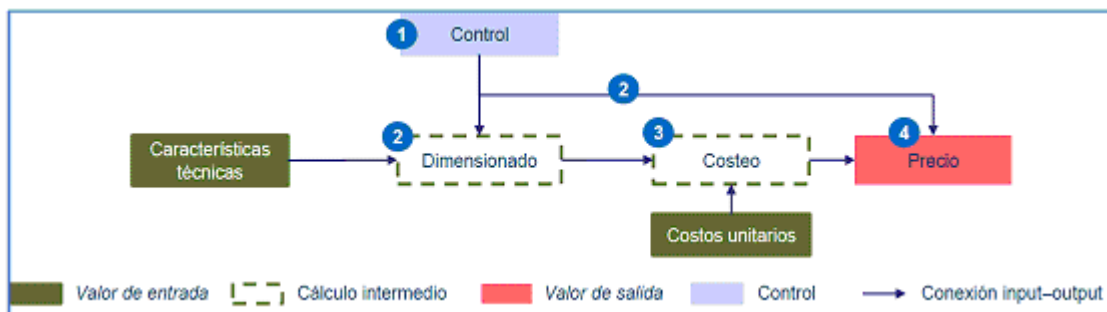 1
Control
2
Características
técnicas
2
Dimensionado
3
Costeo
4
Precio
Costos unitarios
Valor de entrada
Cálculo intermedio
Valor de salida
Control
Conexión input–output